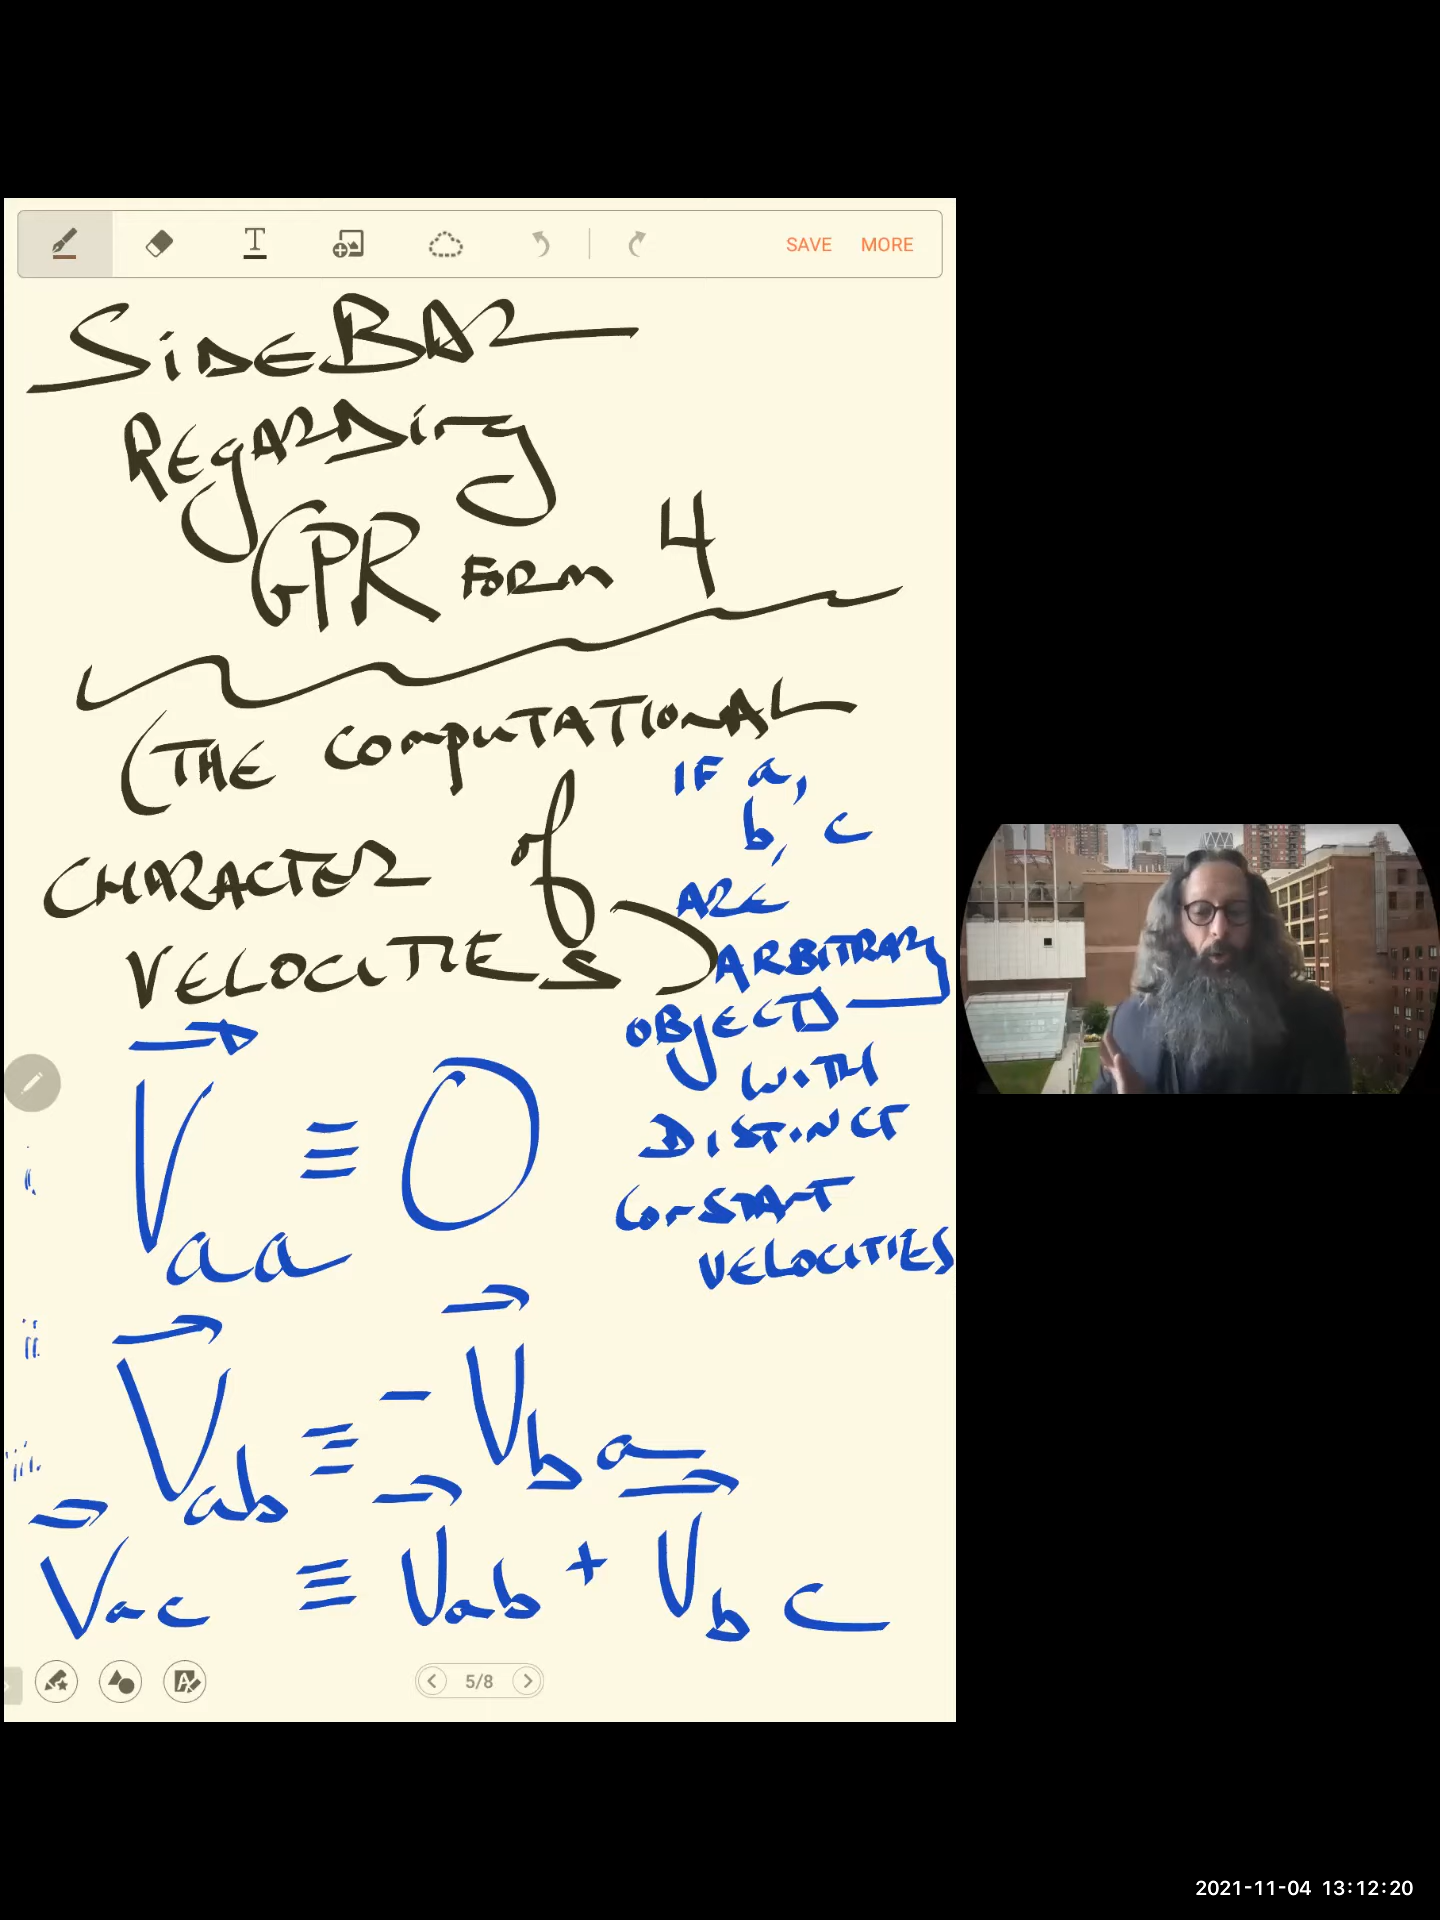 SAVE MORE
SIDEBAR
REGARDing
GPR FORM 4
(THE COMPUTATIONAL
CHARACTER of
VELOCITIES)
IF a,
b, c
ARE
ARBITRARY
OBJECTS
WITH
DISTINCT
CONSTANT
VELOCITIES
i. V⃗aa ≡ 0
ii. V⃗ab ≡ - V⃗ba
iii. V⃗ac ≡ V⃗ab + V⃗bc
5/8
2021-11-04 13:12:20